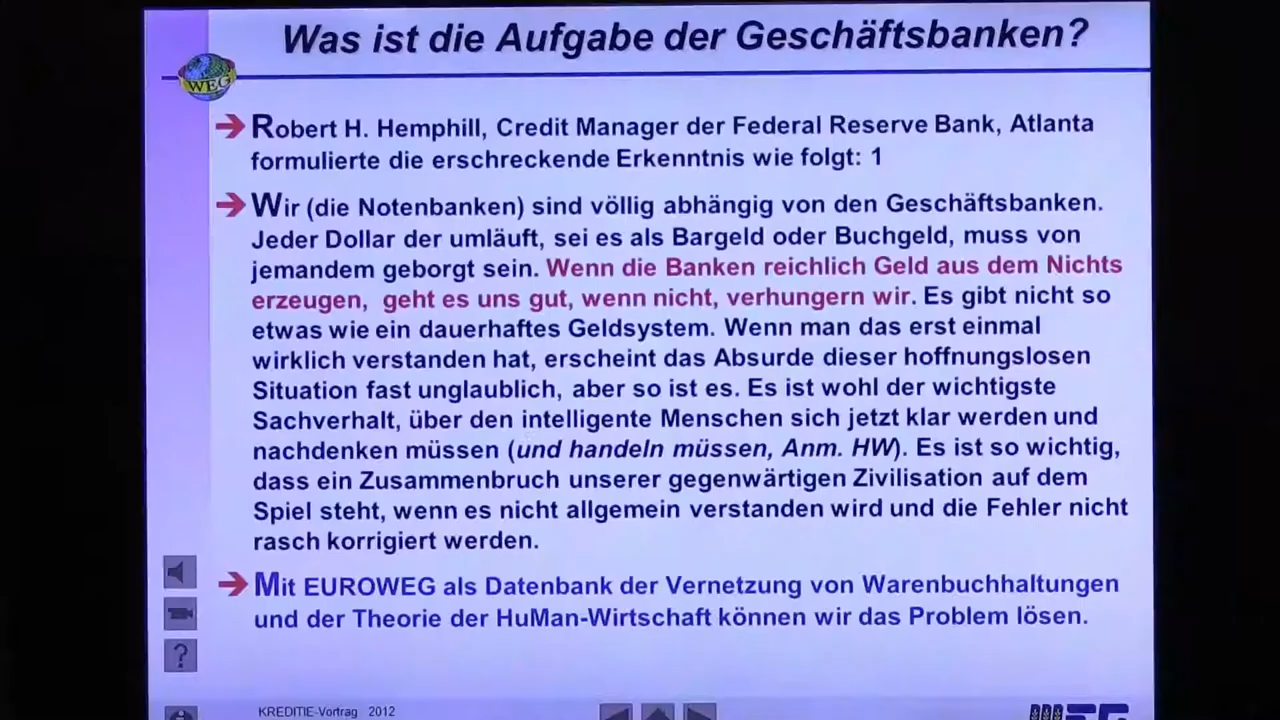 Was ist die Aufgabe der Geschäftsbanken?
WEG
Robert H. Hemphill, Credit Manager der Federal Reserve Bank, Atlanta
formulierte die erschreckende Erkenntnis wie folgt: 1
Wir (die Notenbanken) sind völlig abhängig von den Geschäftsbanken.
Jeder Dollar der umläuft, sei es als Bargeld oder Buchgeld, muss von
jemandem geborgt sein. Wenn die Banken reichlich Geld aus dem Nichts
erzeugen, geht es uns gut, wenn nicht, verhungern wir. Es gibt nicht so
etwas wie ein dauerhaftes Geldsystem. Wenn man das erst einmal
wirklich verstanden hat, erscheint das Absurde dieser hoffnungslosen
Situation fast unglaublich, aber so ist es. Es ist wohl der wichtigste
Sachverhalt, über den intelligente Menschen sich jetzt klar werden und
nachdenken müssen (und handeln müssen, Anm. HW). Es ist so wichtig,
dass ein Zusammenbruch unserer gegenwärtigen Zivilisation auf dem
Spiel steht, wenn es nicht allgemein verstanden wird und die Fehler nicht
rasch korrigiert werden.
Mit EUROWEG als Datenbank der Vernetzung von Warenbuchhaltungen
und der Theorie der HuMan-Wirtschaft können wir das Problem lösen.
?
KREDITIE-Vortrag 2012